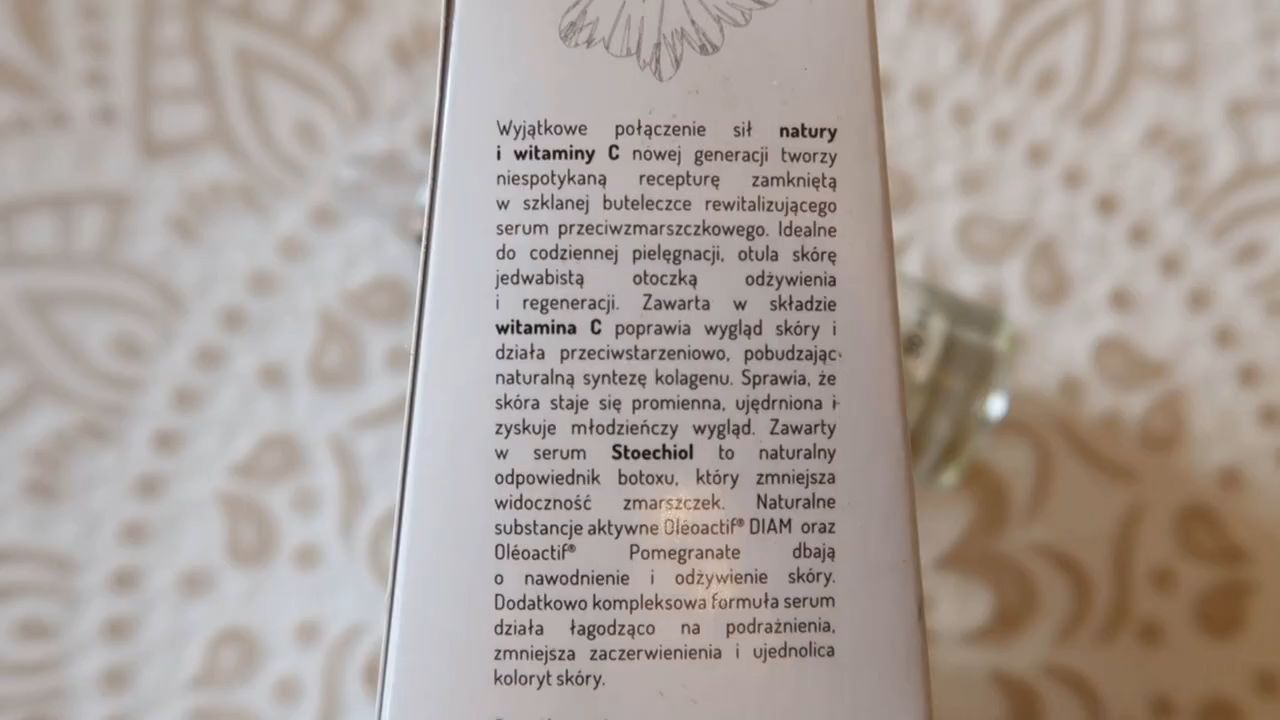 Wyjątkowe połączenie sił natury
i witaminy C nowej generacji tworzy
niespotykaną recepturę zamkniętą
w szklanej buteleczce rewitalizującego
serum przeciwzmarszczkowego. Idealne
do codziennej pielęgnacji, otula skórę
jedwabistą otoczką odżywienia
i regeneracji. Zawarta w składzie
witamina C poprawia wygląd skóry i
działa przeciwstarzeniowo, pobudzając
naturalną syntezę kolagenu. Sprawia, że
skóra staje się promienna, ujędrniona i
zyskuje młodzieńczy wygląd. Zawarty
w serum Stoechiol to naturalny
odpowiednik botoxu, który zmniejsza
widoczność zmarszczek. Naturalne
substancje aktywne Oléoactif® DIAM oraz
Oléoactif® Pomegranate dbają
o nawodnienie i odżywienie skóry.
Dodatkowo kompleksowa formuła serum
działa łagodząco na podrażnienia,
zmniejsza zaczerwienienia i ujednolica
koloryt skóry.